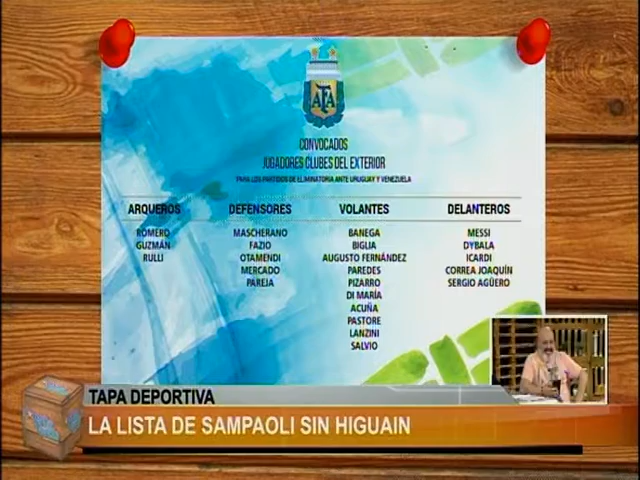 AFA
CONVOCADOS
JUGADORES CLUBES DEL EXTERIOR
PARA LOS PARTIDOS DE ELIMINATORIA ANTE URUGUAY Y VENEZUELA
ARQUEROS
ROMERO
GUZMÁN
RULLI
DEFENSORES
MASCHERANO
FAZIO
OTAMENDI
MERCADO
PAREJA
VOLANTES
BANEGA
BIGLIA
AUGUSTO FERNÁNDEZ
PAREDES
PIZARRO
DI MARÍA
ACUÑA
PASTORE
LANZINI
SALVIO
DELANTEROS
MESSI
DYBALA
ICARDI
CORREA JOAQUÍN
SERGIO AGÜERO
TAPA DEPORTIVA
LA LISTA DE SAMPAOLI SIN HIGUAIN